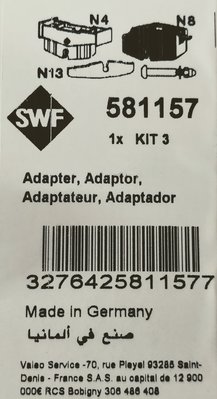 N4
N8
N13
SWF
581157
1x KIT 3
Adapter, Adaptor,
Adaptateur, Adaptador
3276425811577
Made in Germany
صنع في ألمانيا
Valeo Service -70, rue Pleyel 93285 Saint-
Denis - France S.A.S. au capital de 12 900
000€ RCS Bobigny 306 486 408